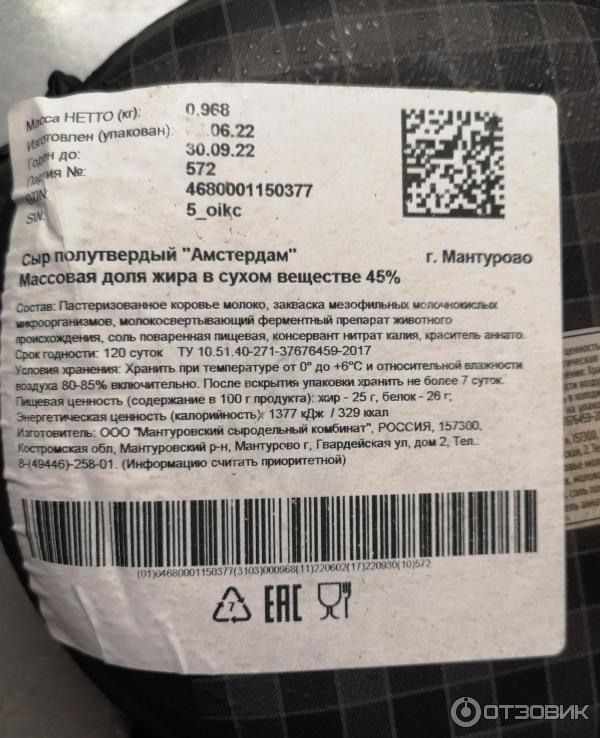 Масса НЕТТО (кг): 0,968
Изготовлен (упакован): 06.22
Годен до: 30.09.22
Партия №: 572
4680001150377
S/N: 5_oikc
Сыр полутвердый "Амстердам" г. Мантурово
Массовая доля жира в сухом веществе 45%
Состав: Пастеризованное коровье молоко, закваска мезофильных молочнокислых
микроорганизмов, молокосвертывающий ферментный препарат животного
происхождения, соль поваренная пищевая, консервант нитрат калия, краситель аннато.
Срок годности: 120 суток ТУ 10.51.40-271-37676459-2017
Условия хранения: Хранить при температуре от 0° до +6°С и относительной влажности
воздуха 80-85% включительно. После вскрытия упаковки хранить не более 7 суток.
Пищевая ценность (содержание в 100 г продукта): жир - 25 г, белок - 26 г;
Энергетическая ценность (калорийность): 1377 кДж / 329 ккал
Изготовитель: ООО "Мантуровский сыродельный комбинат", РОССИЯ, 157300,
Костромская обл, Мантуровский р-н, Мантурово г, Гвардейская ул, дом 2, Тел.:
8-(49446)-258-01. (Информацию считать приоритетной)
(01)04680001150377(3103)000968(11)220602(17)220930(10)572
7 EAC
ОТЗОВИК